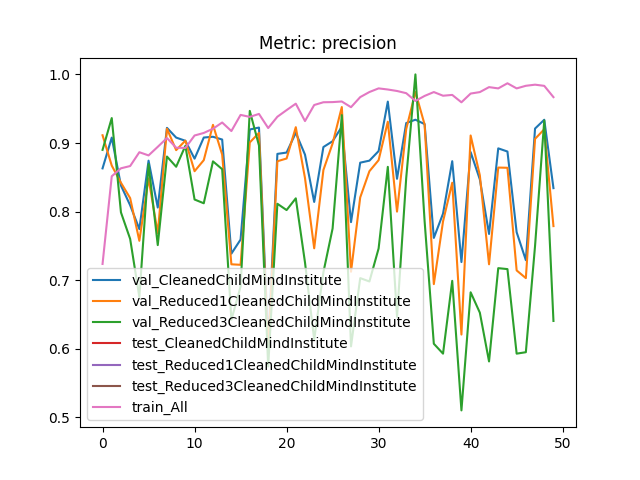 Metric: precision
1.0
0.9
0.8
0.7
0.6
0.5
val_CleanedChildMindInstitute
val_Reduced1CleanedChildMindInstitute
val_Reduced3CleanedChildMindInstitute
test_CleanedChildMindInstitute
test_Reduced1CleanedChildMindInstitute
test_Reduced3CleanedChildMindInstitute
train_All
0 10 20 30 40 50